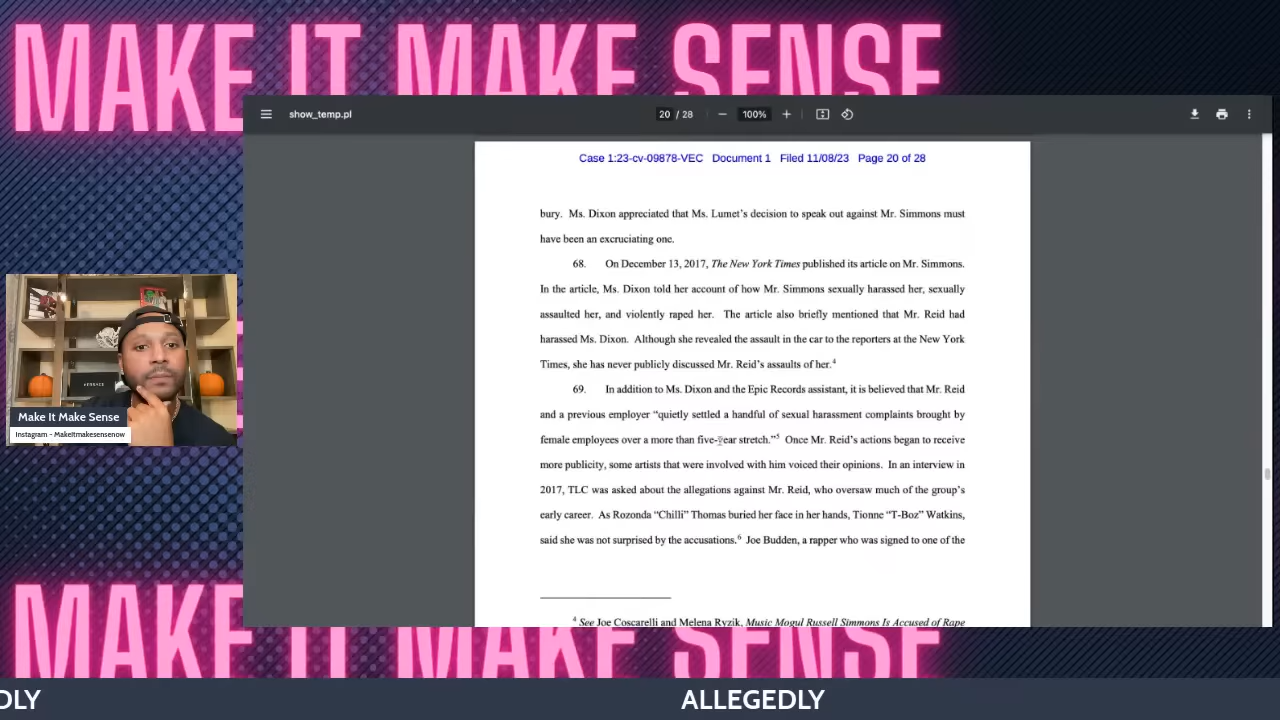 MAKE IT MAKE SENSE
show_temp.pl
20 / 28
100%
Case 1:23-cv-09878-VEC Document 1 Filed 11/08/23 Page 20 of 28
bury. Ms. Dixon appreciated that Ms. Lumet's decision to speak out against Mr. Simmons must
have been an excruciating one.
68. On December 13, 2017, The New York Times published its article on Mr. Simmons.
In the article, Ms. Dixon told her account of how Mr. Simmons sexually harassed her, sexually
assaulted her, and violently raped her. The article also briefly mentioned that Mr. Reid had
harassed Ms. Dixon. Although she revealed the assault in the car to the reporters at the New York
Times, she has never publicly discussed Mr. Reid's assaults of her.4
69. In addition to Ms. Dixon and the Epic Records assistant, it is believed that Mr. Reid
and a previous employer “quietly settled a handful of sexual harassment complaints brought by
female employees over a more than five-year stretch.”5 Once Mr. Reid's actions began to receive
more publicity, some artists that were involved with him voiced their opinions. In an interview in
2017, TLC was asked about the allegations against Mr. Reid, who oversaw much of the group's
early career. As Rozonda “Chilli” Thomas buried her face in her hands, Tionne “T-Boz” Watkins,
said she was not surprised by the accusations.6 Joe Budden, a rapper who was signed to one of the
4 See Joe Coscarelli and Melena Ryzik, Music Mogul Russell Simmons Is Accused of Rape
Make It Make Sense
Instagram - MakeItmakesensenow
MAKE IT MAKE SENSE
DLY
ALLEGEDLY